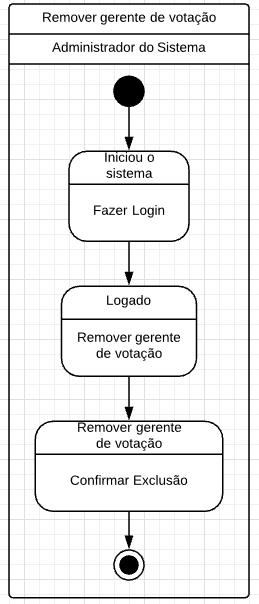 Remover gerente de votação
Administrador do Sistema
Iniciou o
sistema
Fazer Login
Logado
Remover gerente
de votação
Remover gerente
de votação
Confirmar Exclusão